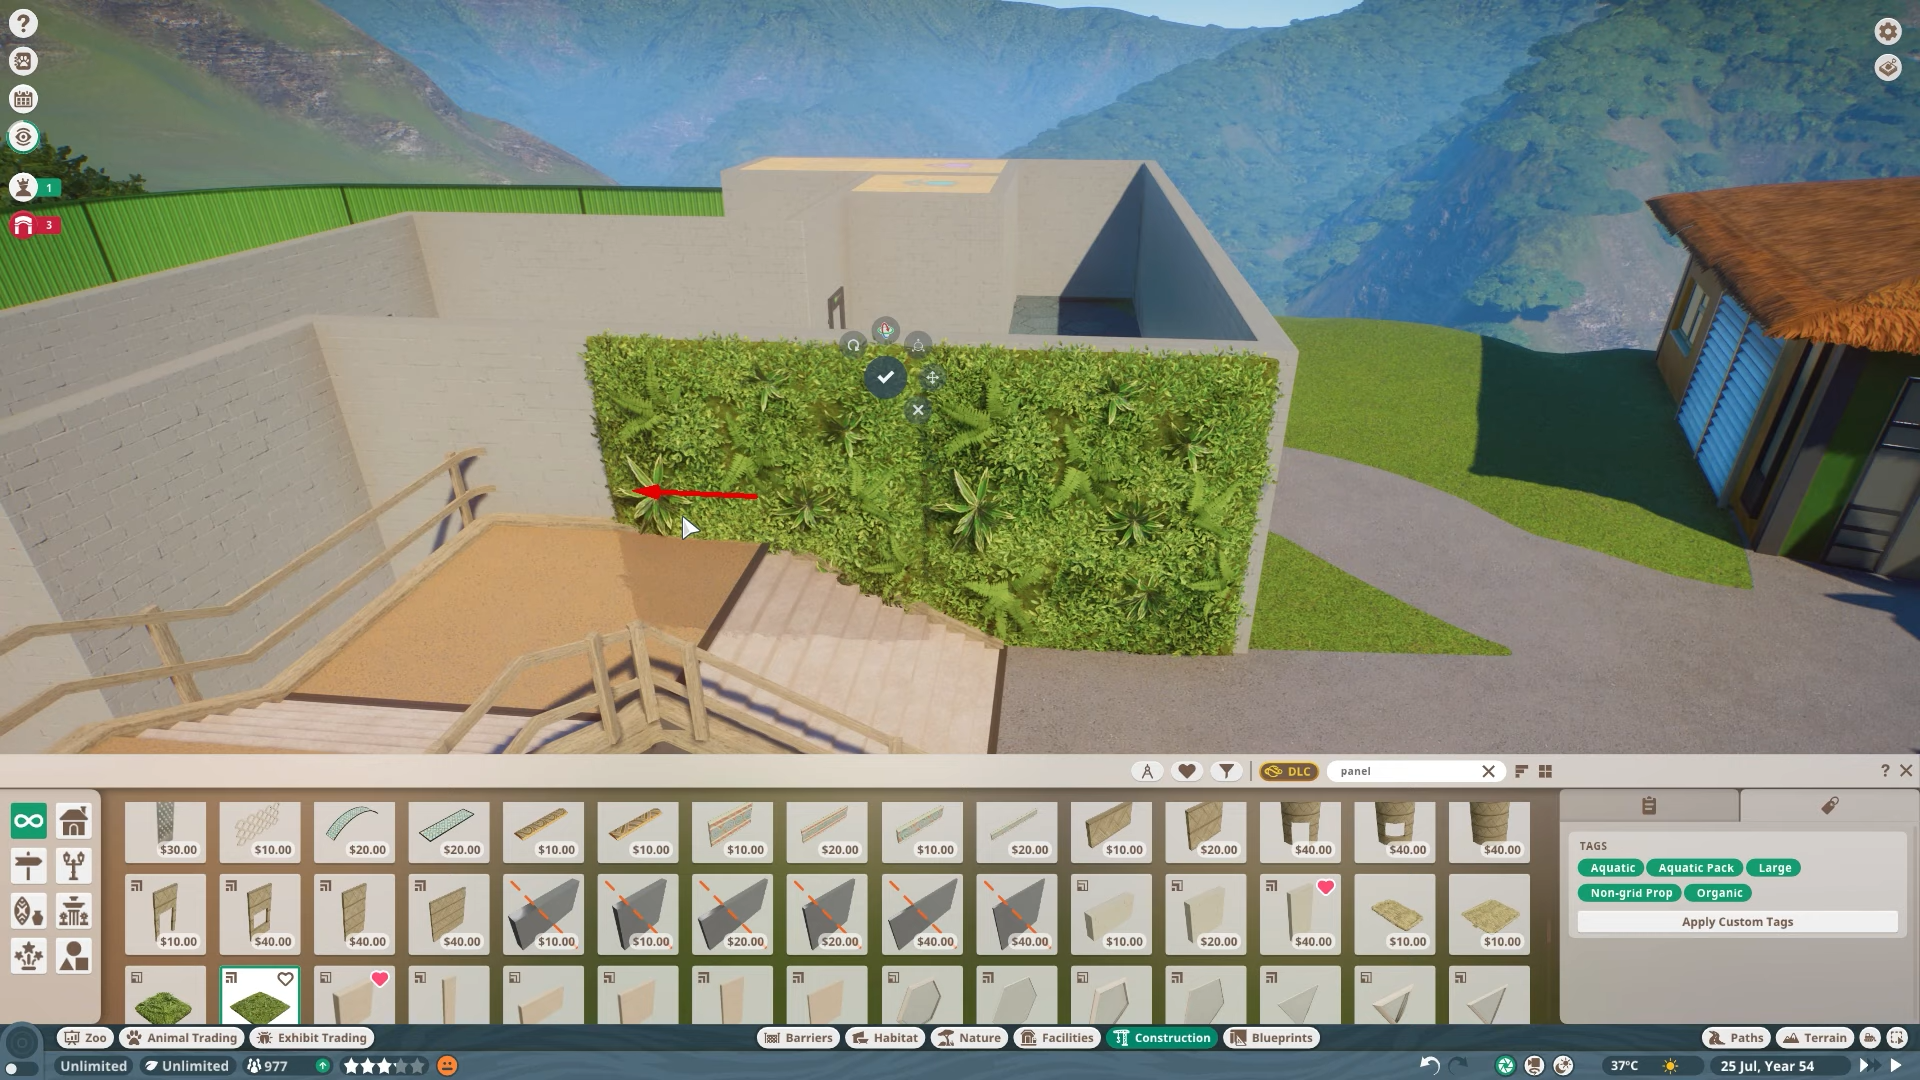 1
3
DLC
panel
?
$30.00
$10.00
$20.00
$20.00
$10.00
$10.00
$10.00
$20.00
$10.00
$20.00
$10.00
$20.00
$40.00
$40.00
$40.00
$10.00
$40.00
$40.00
$40.00
$10.00
$10.00
$20.00
$20.00
$40.00
$40.00
$10.00
$20.00
$40.00
$10.00
$10.00
TAGS
Aquatic
Aquatic Pack
Large
Non-grid Prop
Organic
Apply Custom Tags
Zoo
Animal Trading
Exhibit Trading
Barriers
Habitat
Nature
Facilities
Construction
Blueprints
Paths
Terrain
Unlimited
Unlimited
977
37°C
25 Jul, Year 54